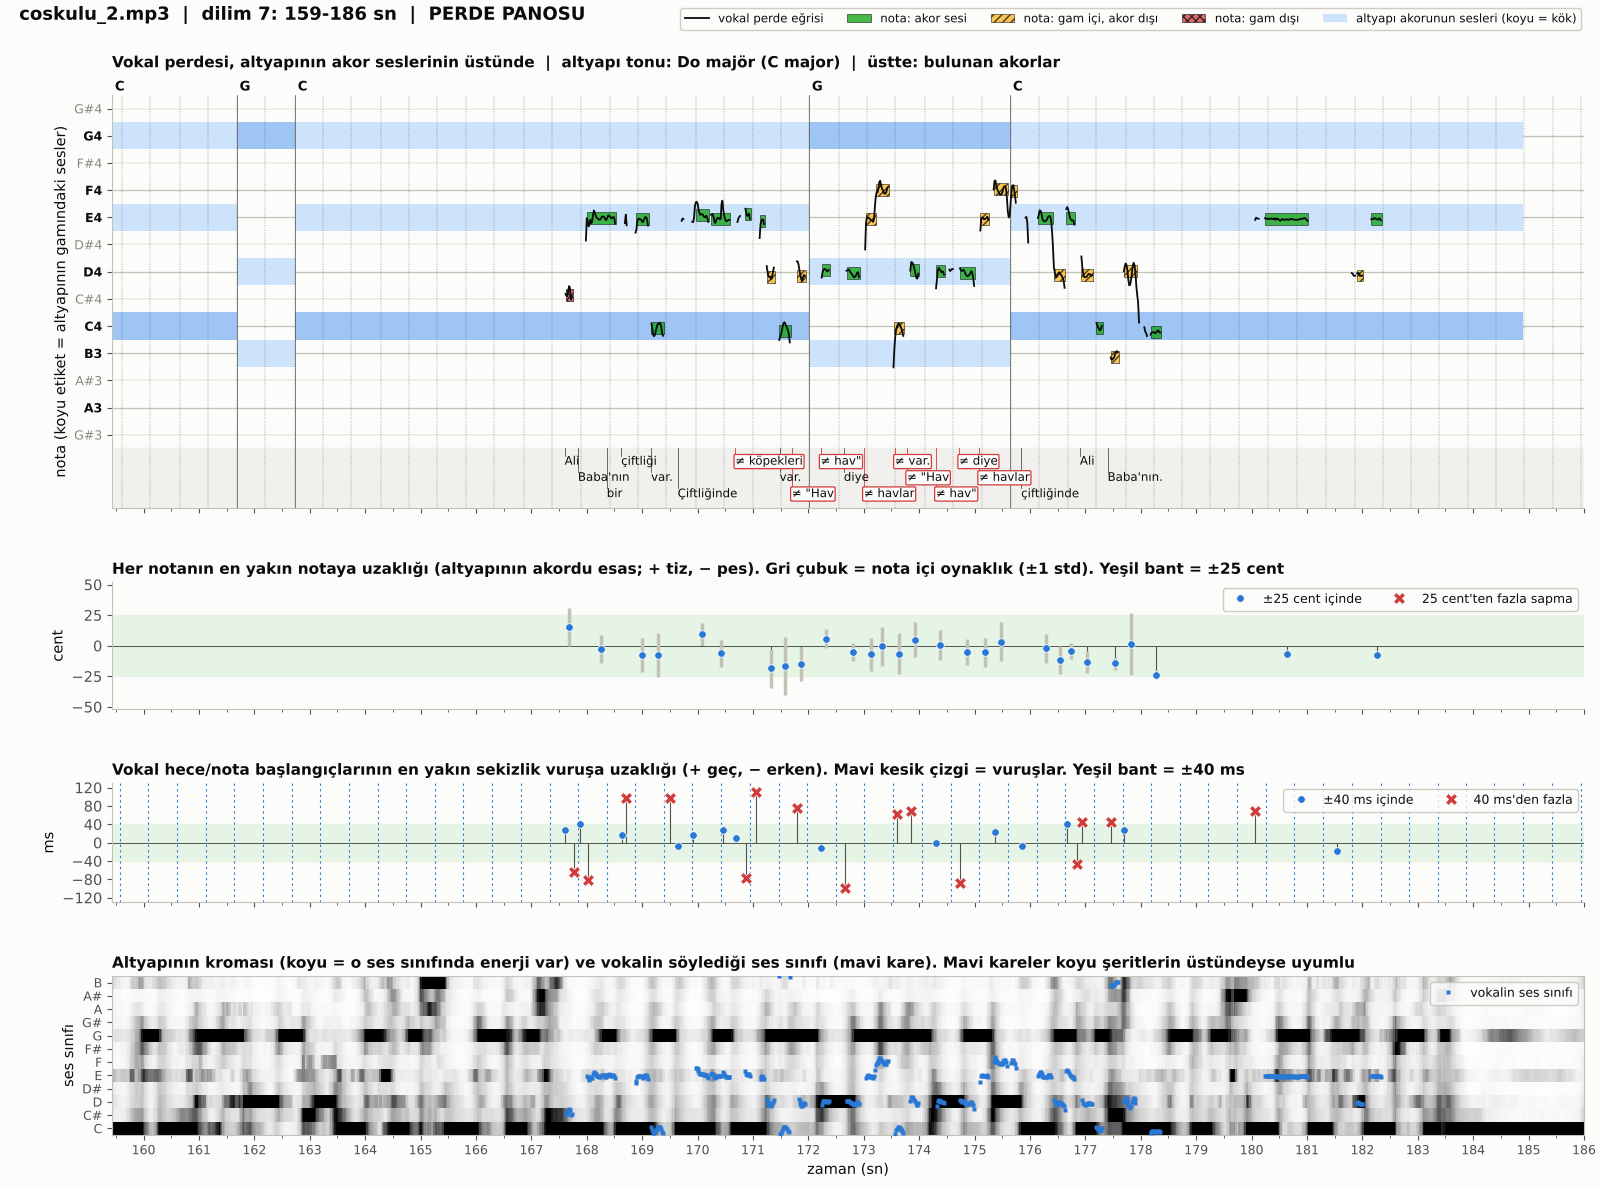 coskulu_2.mp3 | dilim 7: 159-186 sn | PERDE PANOSU
vokal perde eğrisi nota: akor sesi nota: gam içi, akor dışı nota: gam dışı altyapı akorunun sesleri (koyu = kök)
Vokal perdesi, altyapının akor seslerinin üstünde | altyapı tonu: Do majör (C major) | üstte: bulunan akorlar
C G C G C
nota (koyu etiket = altyapının gamındaki sesler)
G#4
G4
F#4
F4
E4
D#4
D4
C#4
C4
B3
A#3
A3
G#3
Ali çiftliği ≠ köpekleri ≠ hav" ≠ var. ≠ diye Ali
Baba'nın var. var. diye ≠ "Hav ≠ havlar Baba'nın.
bir Çiftliğinde ≠ "Hav ≠ havlar ≠ hav" çiftliğinde
Her notanın en yakın notaya uzaklığı (altyapının akordu esas; + tiz, − pes). Gri çubuk = nota içi oynaklık (±1 std). Yeşil bant = ±25 cent
cent
50
25
0
−25
−50
±25 cent içinde 25 cent'ten fazla sapma
Vokal hece/nota başlangıçlarının en yakın sekizlik vuruşa uzaklığı (+ geç, − erken). Mavi kesik çizgi = vuruşlar. Yeşil bant = ±40 ms
ms
120
80
40
0
−40
−80
−120
±40 ms içinde 40 ms'den fazla
Altyapının kroması (koyu = o ses sınıfında enerji var) ve vokalin söylediği ses sınıfı (mavi kare). Mavi kareler koyu şeritlerin üstündeyse uyumlu
ses sınıfı
B
A#
A
G#
G
F#
F
E
D#
D
C#
C
vokalin ses sınıfı
160 161 162 163 164 165 166 167 168 169 170 171 172 173 174 175 176 177 178 179 180 181 182 183 184 185 186
zaman (sn)